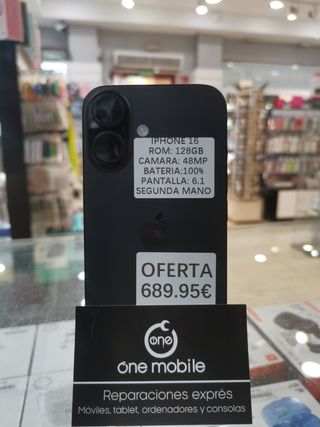 IPHONE 16
ROM: 128GB
CAMARA: 48MP
BATERIA:100%
PANTALLA: 6.1
SEGUNDA MANO
OFERTA
689.95€
one
óne mobile
Reparaciones exprés
Móviles, tablet, ordenadores y consolas